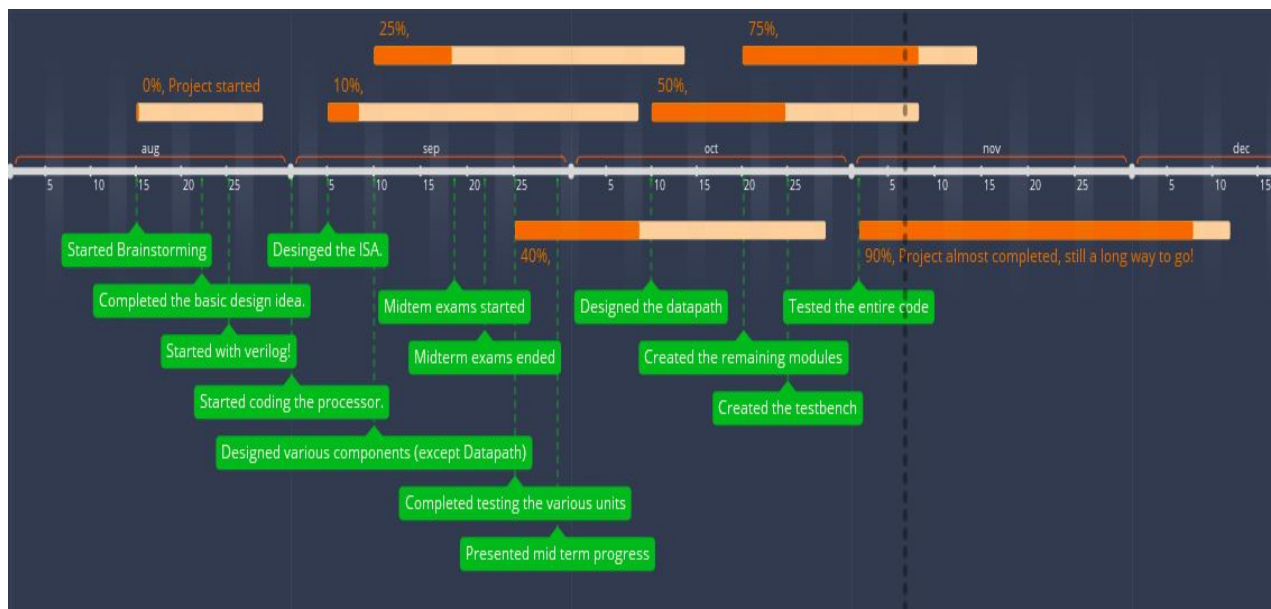 25%,
75%,
0%, Project started
10%,
50%,
aug
sep
oct
nov
dec
5 10 15 20 25 5 10 15 20 25 5 10 15 20 25 5 10 15 20 25 5 10 15
Started Brainstorming
Desinged the ISA.
40%,
90%, Project almost completed, still a long way to go!
Completed the basic design idea.
Midtem exams started
Designed the datapath
Tested the entire code
Started with verilog!
Midterm exams ended
Created the remaining modules
Started coding the processor.
Created the testbench
Designed various components (except Datapath)
Completed testing the various units
Presented mid term progress